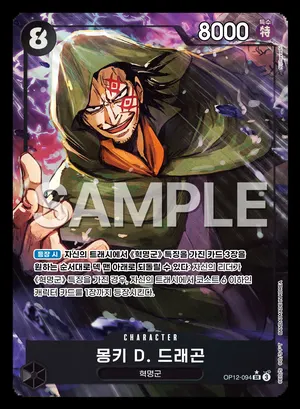 8
8000
특수
特
SAMPLE
등장 시 자신의 트래시에서 《혁명군》 특징을 가진 카드 3장을
원하는 순서대로 덱 맨 아래로 되돌릴 수 있다: 자신의 리더가
《혁명군》 특징을 가진 경우, 자신의 트래시에서 코스트 6 이하인
캐릭터 카드를 1장까지 등장시킨다.
CHARACTER
몽키 D. 드래곤
혁명군
OP12-094 SR 3